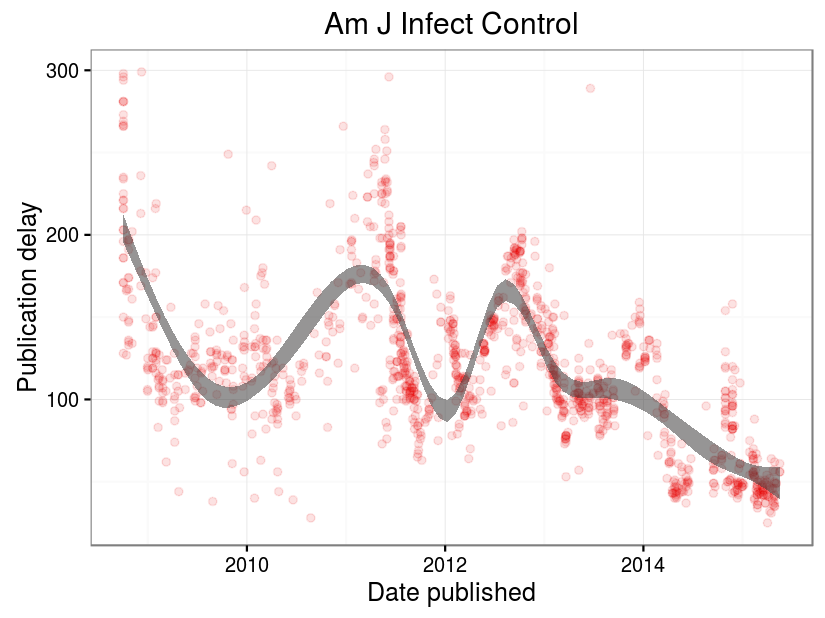 Am J Infect Control
Publication delay
300
200
100
2010
2012
2014
Date published